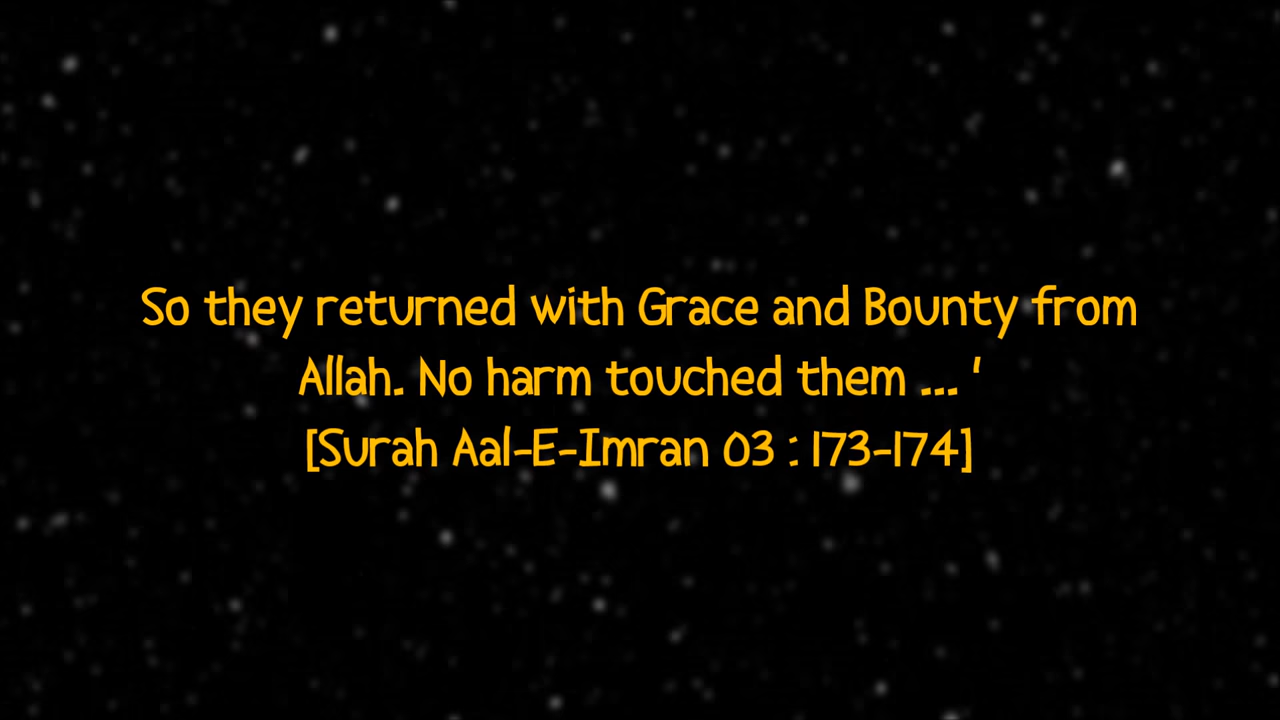 So they returned with Grace and Bounty from
Allah. No harm touched them ... '
[Surah Aal-E-Imran 03 : 173-174]